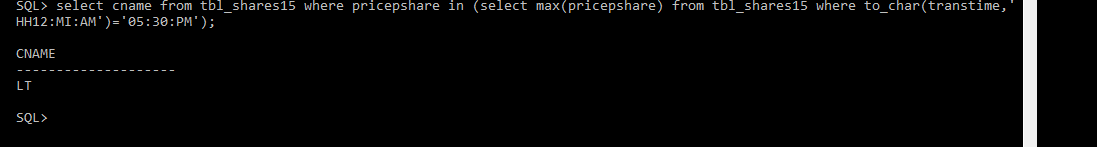 SQL> select cname from tbl_shares15 where pricepshare in (select max(pricepshare) from tbl_shares15 where to_char(transtime,'
HH12:MI:AM')='05:30:PM');
CNAME
--------------------
LT
SQL>